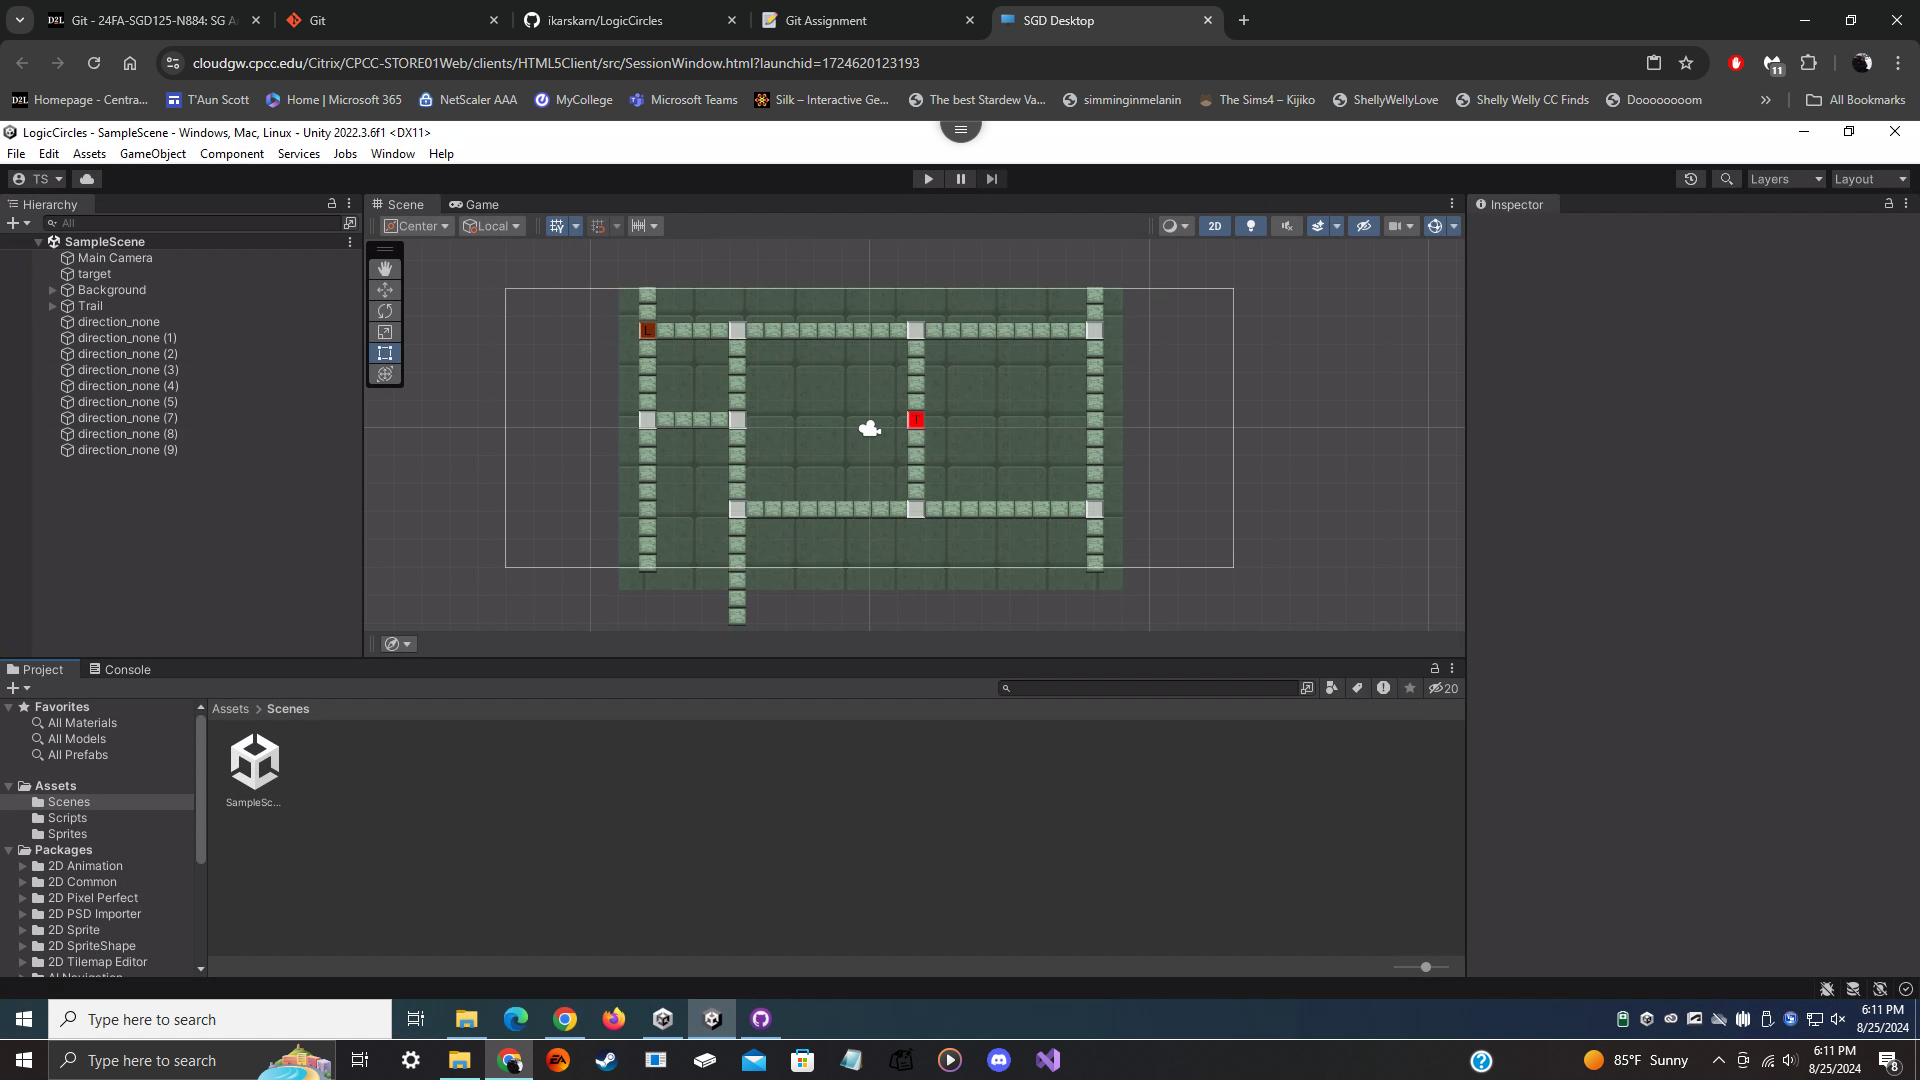 Git - 24FA-SGD125-N884: SG A
Git
ikarskarn/LogicCircles
Git Assignment
SGD Desktop
cloudgw.cpcc.edu/Citrix/CPCC-STORE01Web/clients/HTML5Client/src/SessionWindow.html?launchid=1724620123193
11
Homepage - Centra...
T'Aun Scott
Home | Microsoft 365
NetScaler AAA
MyCollege
Microsoft Teams
Silk – Interactive Ge...
The best Stardew Va...
simminginmelanin
The Sims4 – Kijiko
ShellyWellyLove
Shelly Welly CC Finds
Dooooooom
All Bookmarks
LogicCircles - SampleScene - Windows, Mac, Linux - Unity 2022.3.6f1 <DX11>
File Edit Assets GameObject Component Services Jobs Window Help
TS
Layers
Layout
Hierarchy
Scene
Game
Inspector
All
Center
Local
2D
SampleScene
Main Camera
target
Background
Trail
direction_none
direction_none (1)
direction_none (2)
direction_none (3)
direction_none (4)
direction_none (5)
direction_none (7)
direction_none (8)
direction_none (9)
L
Project
Console
20
Favorites
All Materials
All Models
All Prefabs
Assets
Scenes
Scripts
Sprites
Packages
2D Animation
2D Common
2D Pixel Perfect
2D PSD Importer
2D Sprite
2D SpriteShape
2D Tilemap Editor
Assets > Scenes
SampleSc...
Type here to search
6:11 PM
8/25/2024
Type here to search
85°F Sunny
6:11 PM
8/25/2024
8